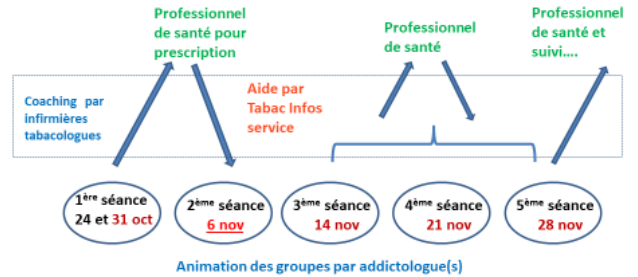 Professionnel
de santé pour
prescription
Professionnel
de santé
Professionnel
de santé et
suivi....
Coaching par
infirmières
tabacologues
Aide par
Tabac Infos
service
1ère séance
24 et 31 oct
2ème séance
6 nov
3ème séance
14 nov
4ème séance
21 nov
5ème séance
28 nov
Animation des groupes par addictologue(s)